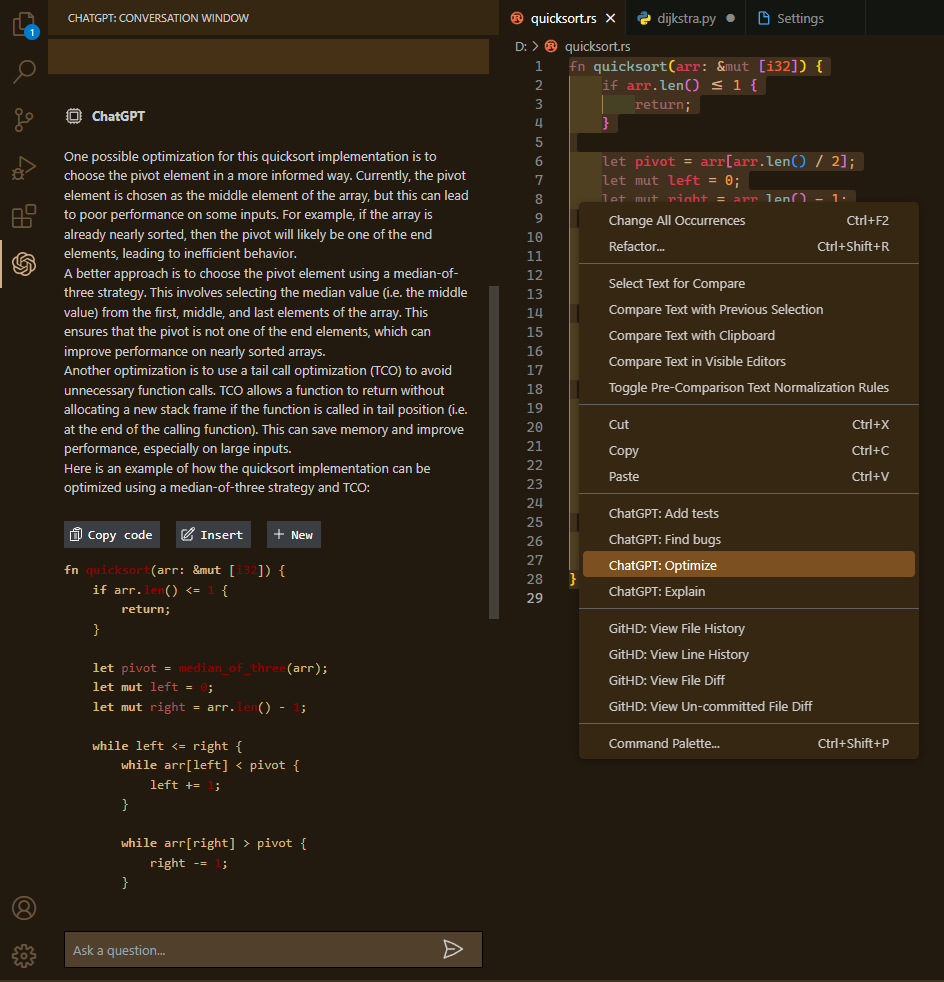 1
CHATGPT: CONVERSATION WINDOW
ChatGPT
One possible optimization for this quicksort implementation is to
choose the pivot element in a more informed way. Currently, the pivot
element is chosen as the middle element of the array, but this can lead
to poor performance on some inputs. For example, if the array is
already nearly sorted, then the pivot will likely be one of the end
elements, leading to inefficient behavior.
A better approach is to choose the pivot element using a median-of-
three strategy. This involves selecting the median value (i.e. the middle
value) from the first, middle, and last elements of the array. This
ensures that the pivot is not one of the end elements, which can
improve performance on nearly sorted arrays.
Another optimization is to use a tail call optimization (TCO) to avoid
unnecessary function calls. TCO allows a function to return without
allocating a new stack frame if the function is called in tail position (i.e.
at the end of the calling function). This can save memory and improve
performance, especially on large inputs.
Here is an example of how the quicksort implementation can be
optimized using a median-of-three strategy and TCO:
Copy code Insert + New
fn quicksort(arr: &mut [i32]) {
if arr.len() <= 1 {
return;
}
let pivot = median_of_three(arr);
let mut left = 0;
let mut right = arr.len() - 1;
while left <= right {
while arr[left] < pivot {
left += 1;
}
while arr[right] > pivot {
right -= 1;
}
Ask a question...
quicksort.rs dijkstra.py Settings
D: > quicksort.rs
1 fn quicksort(arr: &mut [i32]) {
2 if arr.len() ≤ 1 {
3 return;
4 }
5
6 let pivot = arr[arr.len() / 2];
7 let mut left = 0;
8 let mut right = arr.len() - 1;
9
10
11
12
13
14
15
16
17
18
19
20
21
22
23
24
25
26
27
28 }
29
Change All Occurrences Ctrl+F2
Refactor... Ctrl+Shift+R
Select Text for Compare
Compare Text with Previous Selection
Compare Text with Clipboard
Compare Text in Visible Editors
Toggle Pre-Comparison Text Normalization Rules
Cut Ctrl+X
Copy Ctrl+C
Paste Ctrl+V
ChatGPT: Add tests
ChatGPT: Find bugs
ChatGPT: Optimize
ChatGPT: Explain
GitHD: View File History
GitHD: View Line History
GitHD: View File Diff
GitHD: View Un-committed File Diff
Command Palette... Ctrl+Shift+P